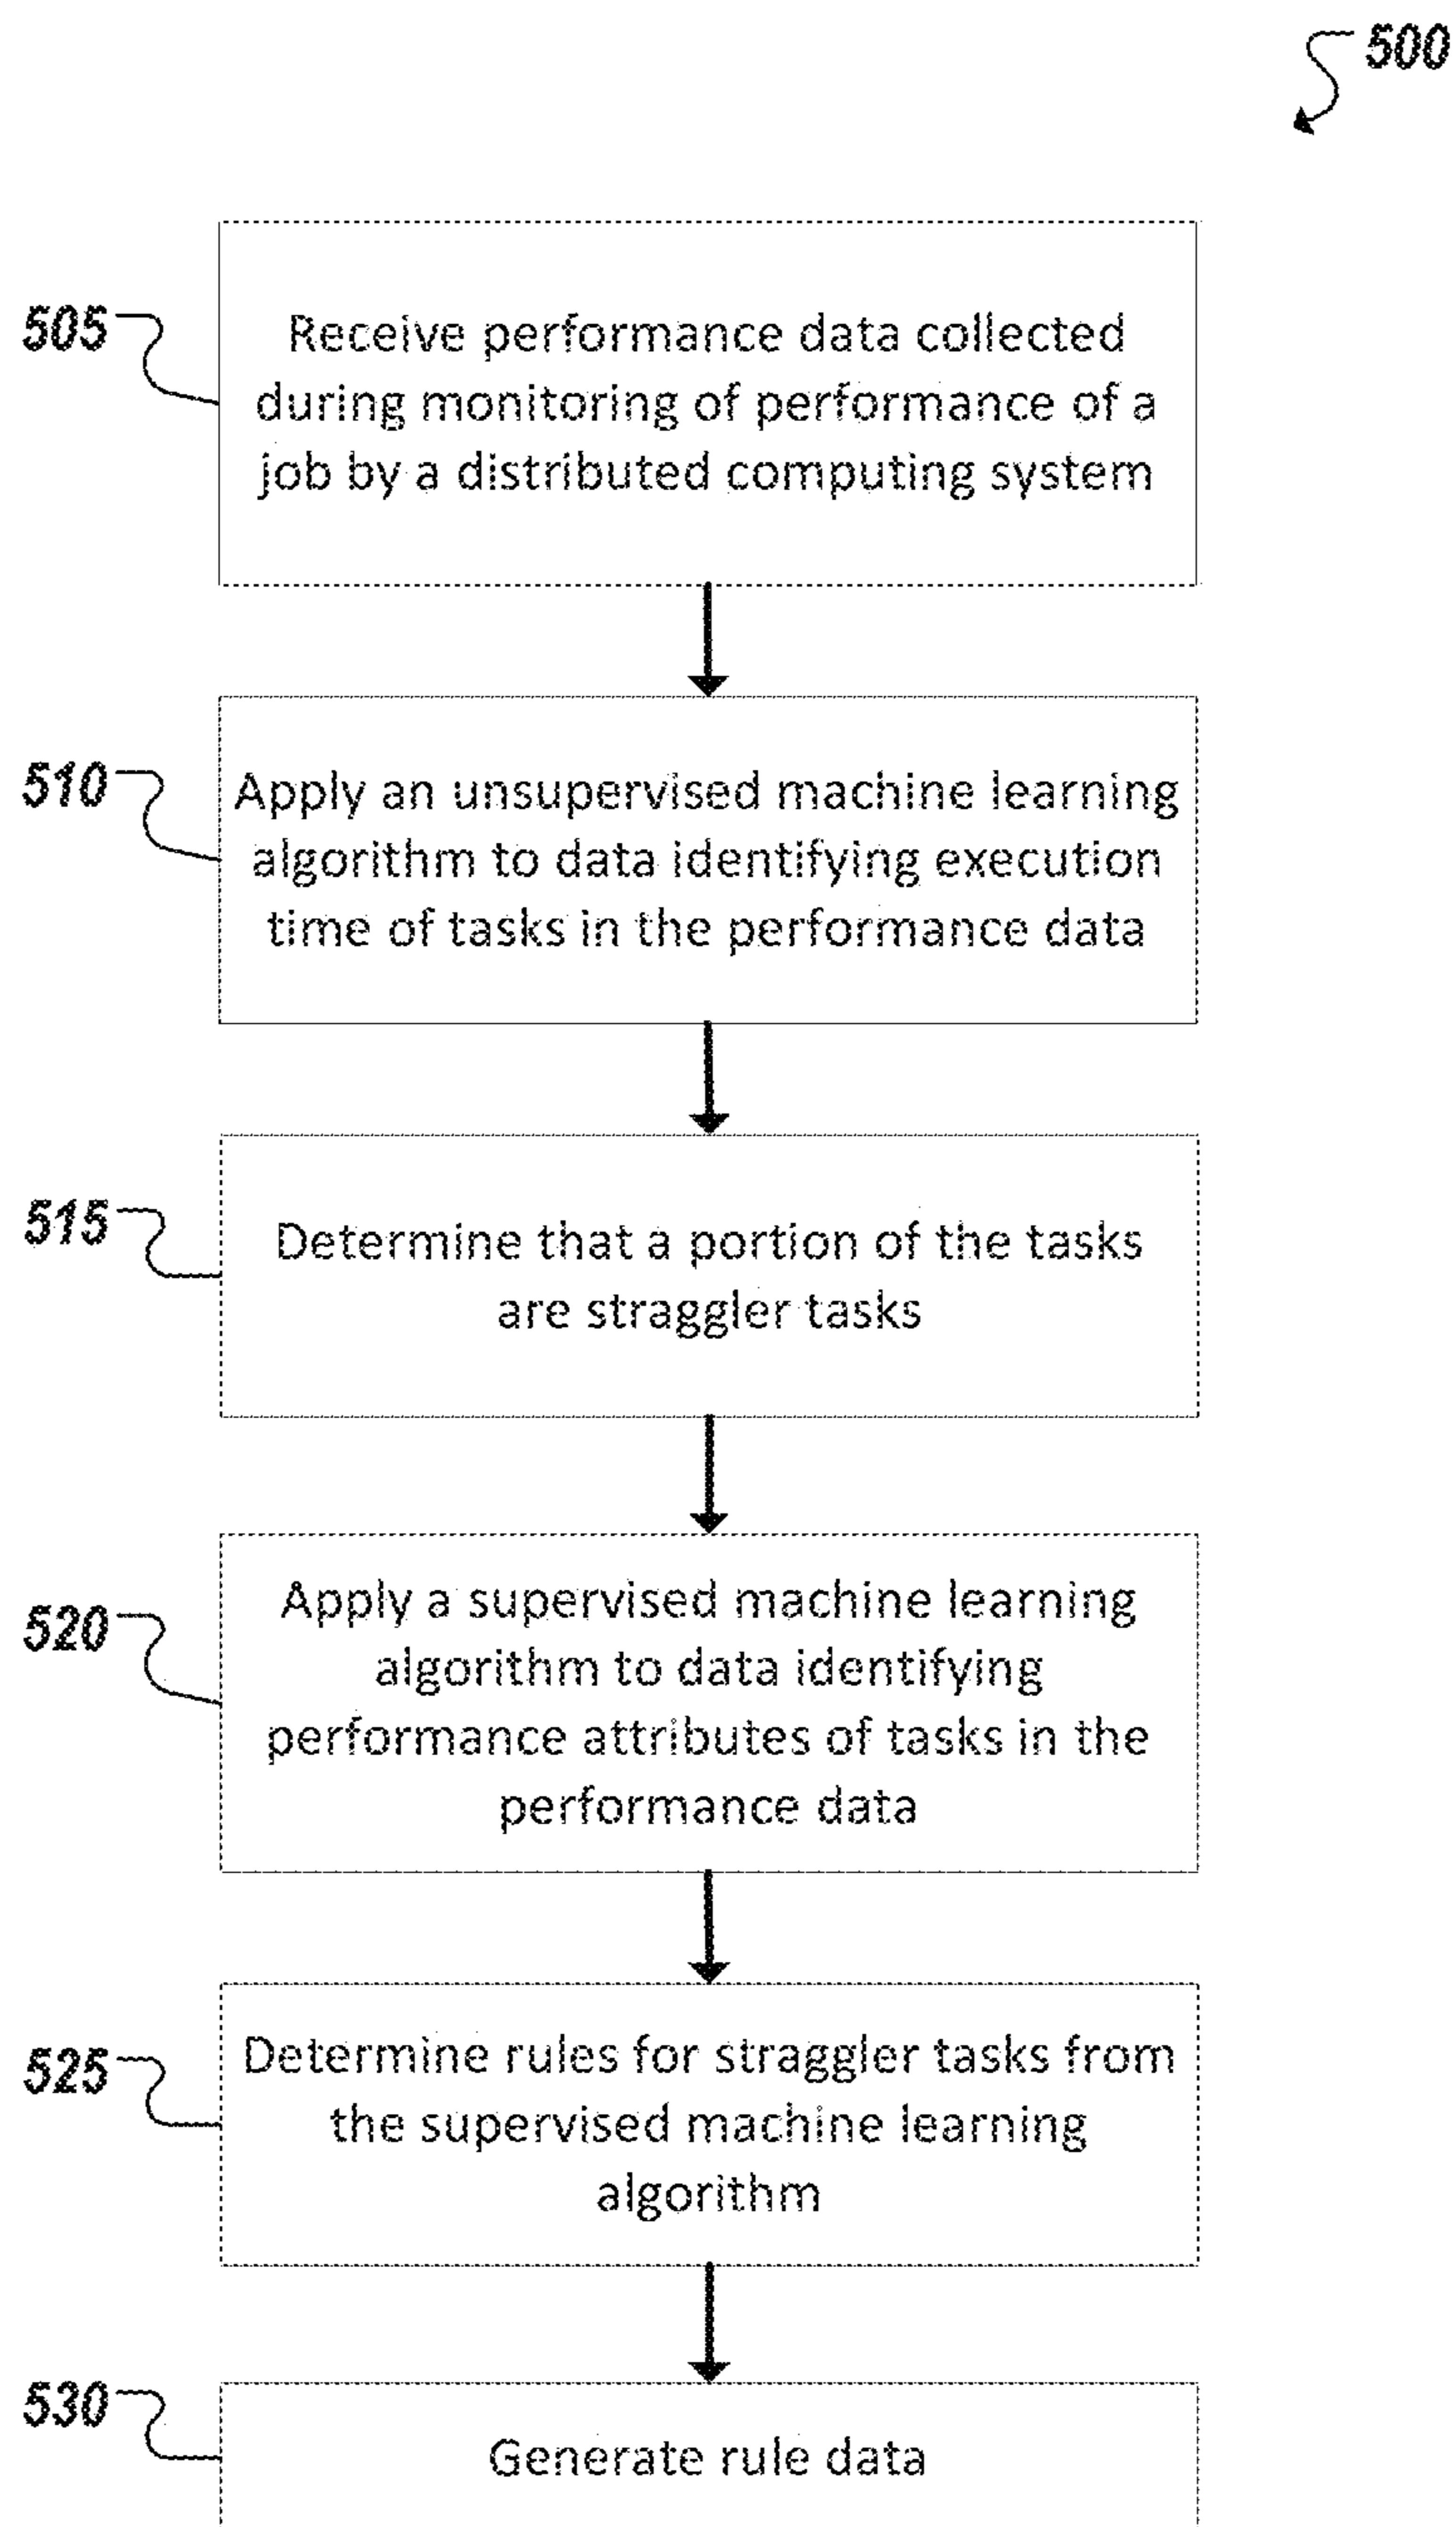 500
505
Receive performance data collected
during monitoring of performance of a
job by a distributed computing system
510
Apply an unsupervised machine learning
algorithm to data identifying execution
time of tasks in the performance data
515
Determine that a portion of the tasks
are straggler tasks
520
Apply a supervised machine learning
algorithm to data identifying
performance attributes of tasks in the
performance data
525
Determine rules for straggler tasks from
the supervised machine learning
algorithm
530
Generate rule data